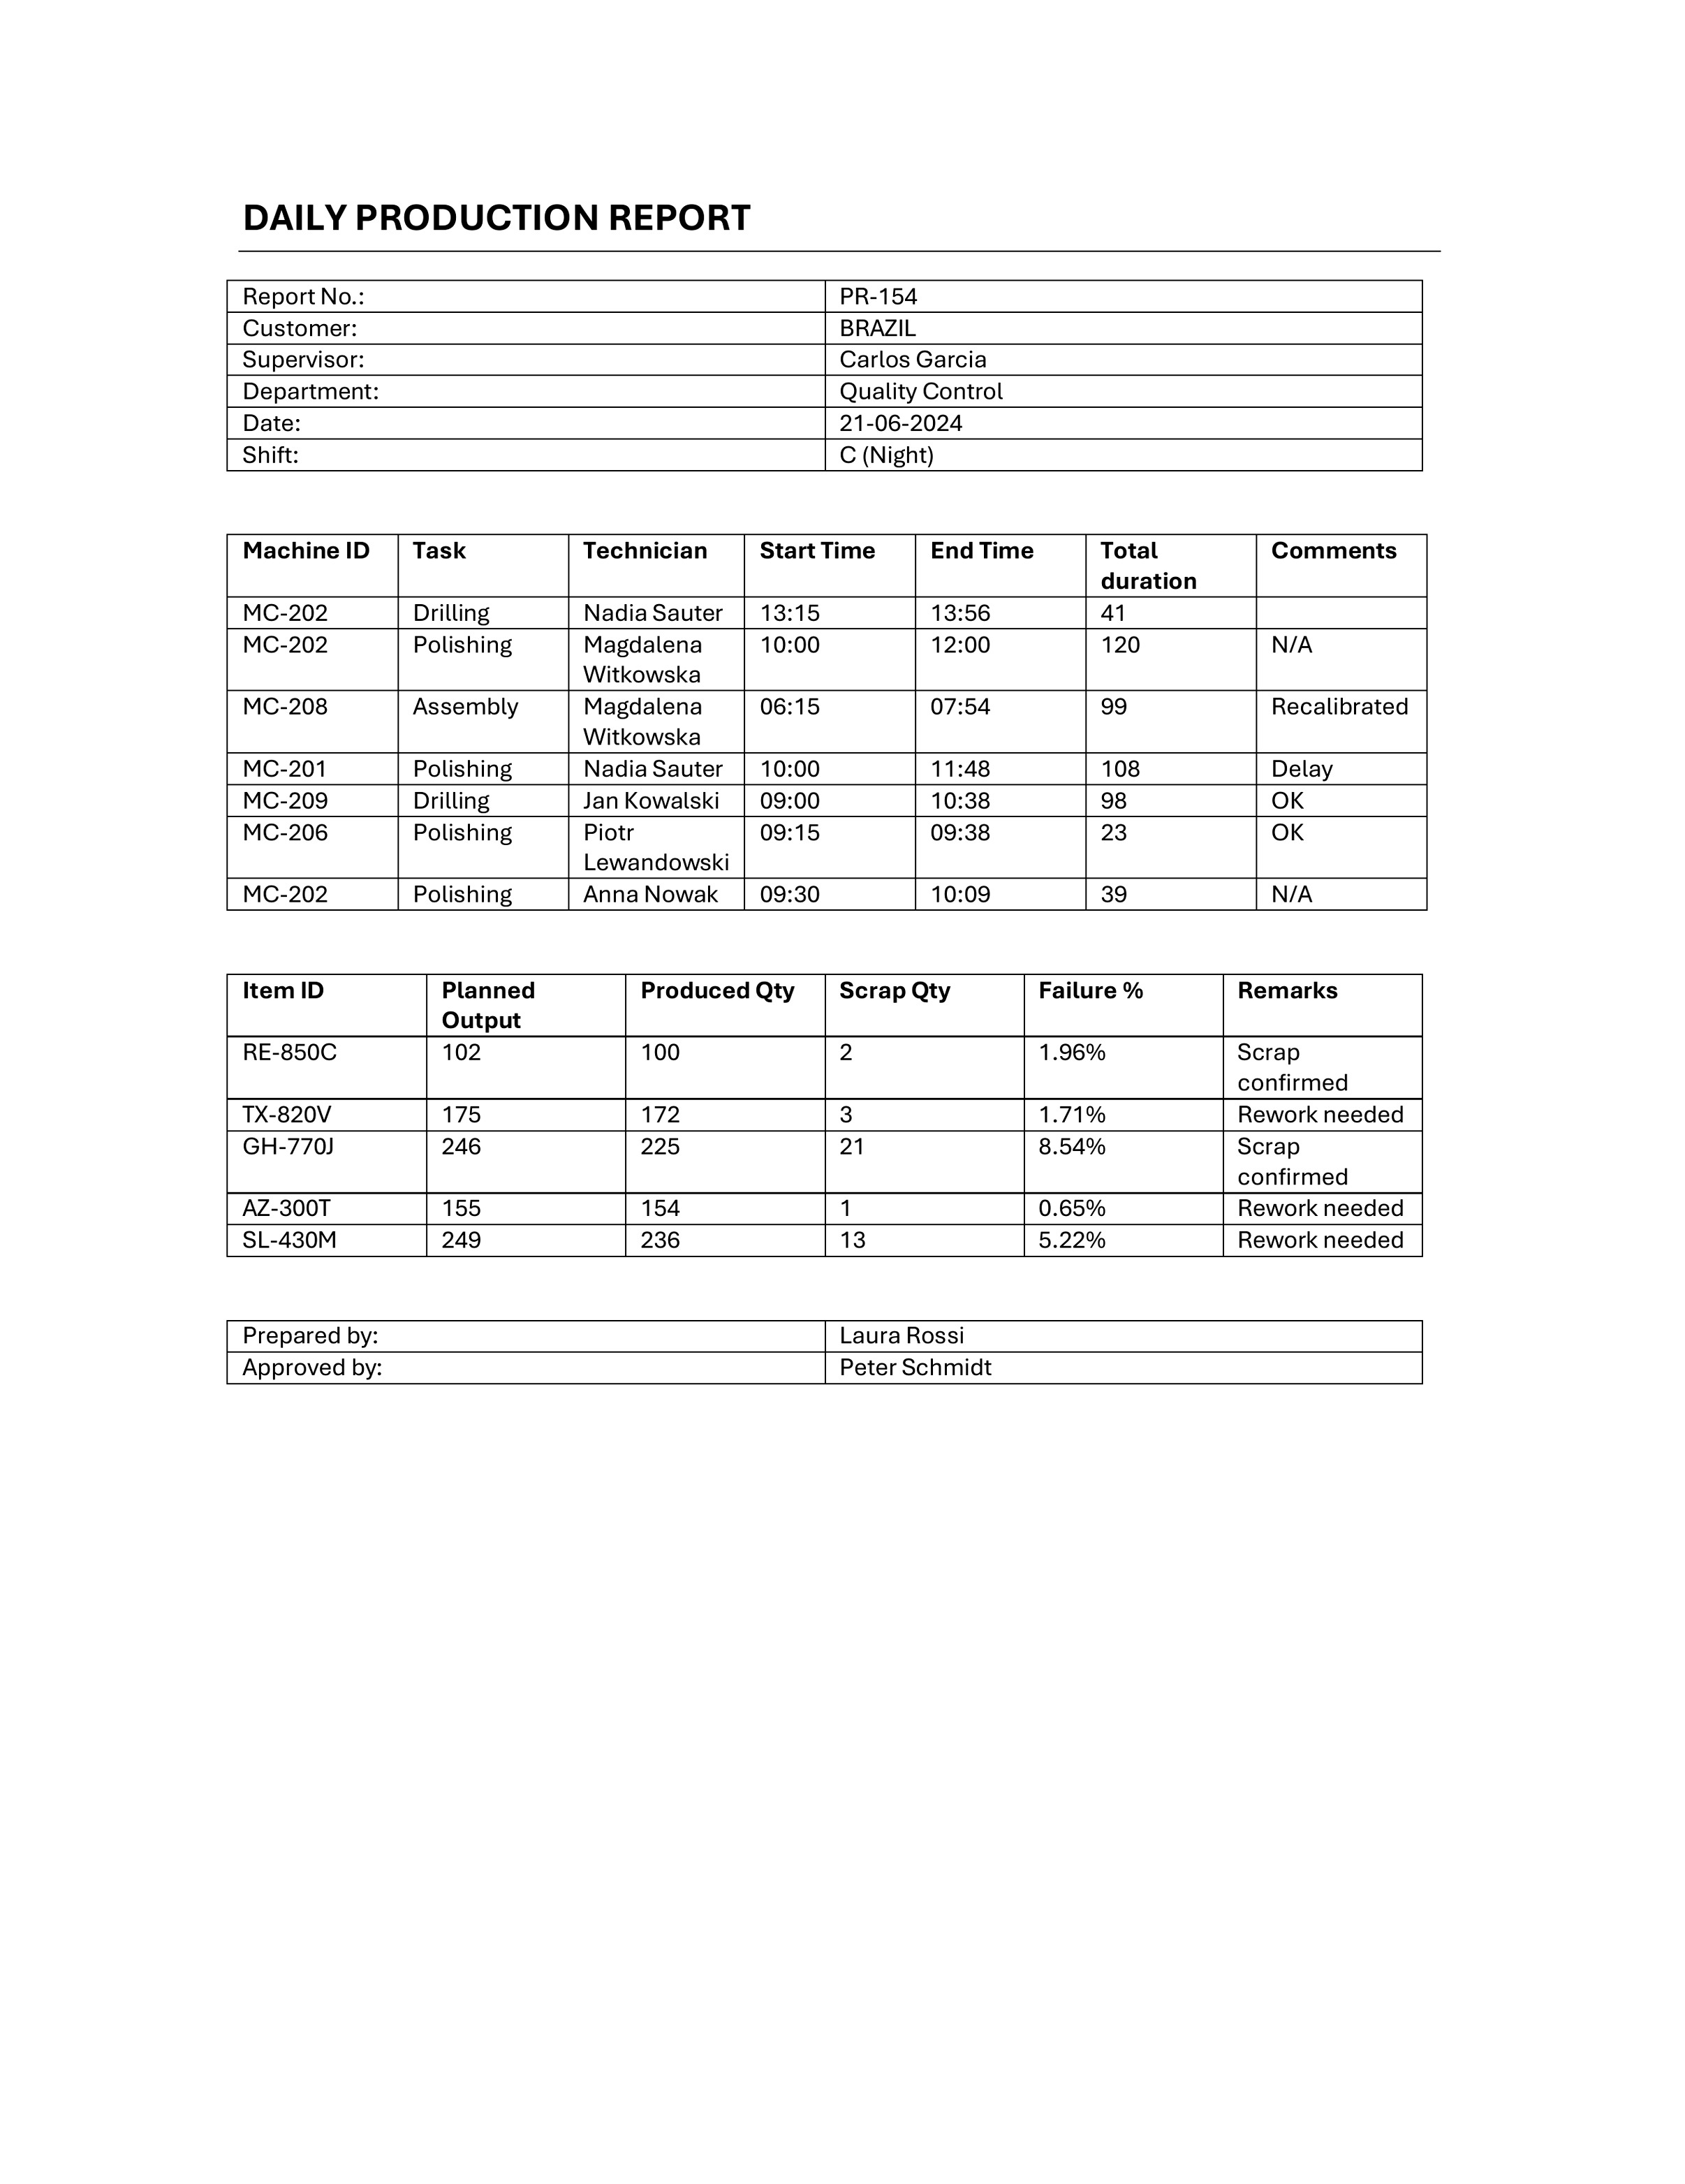 DAILY PRODUCTION REPORT
Report No.: PR-154
Customer: BRAZIL
Supervisor: Carlos Garcia
Department: Quality Control
Date: 21-06-2024
Shift: C (Night)
Machine ID Task Technician Start Time End Time Total duration Comments
MC-202 Drilling Nadia Sauter 13:15 13:56 41
MC-202 Polishing Magdalena Witkowska 10:00 12:00 120 N/A
MC-208 Assembly Magdalena Witkowska 06:15 07:54 99 Recalibrated
MC-201 Polishing Nadia Sauter 10:00 11:48 108 Delay
MC-209 Drilling Jan Kowalski 09:00 10:38 98 OK
MC-206 Polishing Piotr Lewandowski 09:15 09:38 23 OK
MC-202 Polishing Anna Nowak 09:30 10:09 39 N/A
Item ID Planned Output Produced Qty Scrap Qty Failure % Remarks
RE-850C 102 100 2 1.96% Scrap confirmed
TX-820V 175 172 3 1.71% Rework needed
GH-770J 246 225 21 8.54% Scrap confirmed
AZ-300T 155 154 1 0.65% Rework needed
SL-430M 249 236 13 5.22% Rework needed
Prepared by: Laura Rossi
Approved by: Peter Schmidt